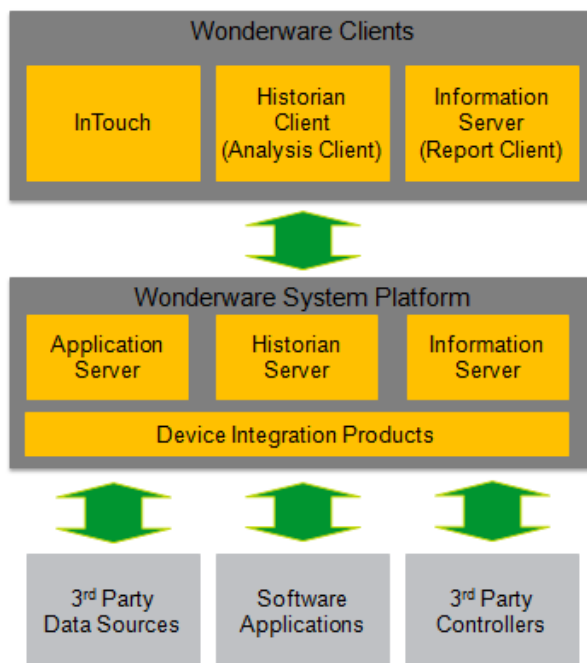 Wonderware Clients
InTouch
Historian
Client
(Analysis Client)
Information
Server
(Report Client)
Wonderware System Platform
Application
Server
Historian
Server
Information
Server
Device Integration Products
3rd Party
Data Sources
Software
Applications
3rd Party
Controllers